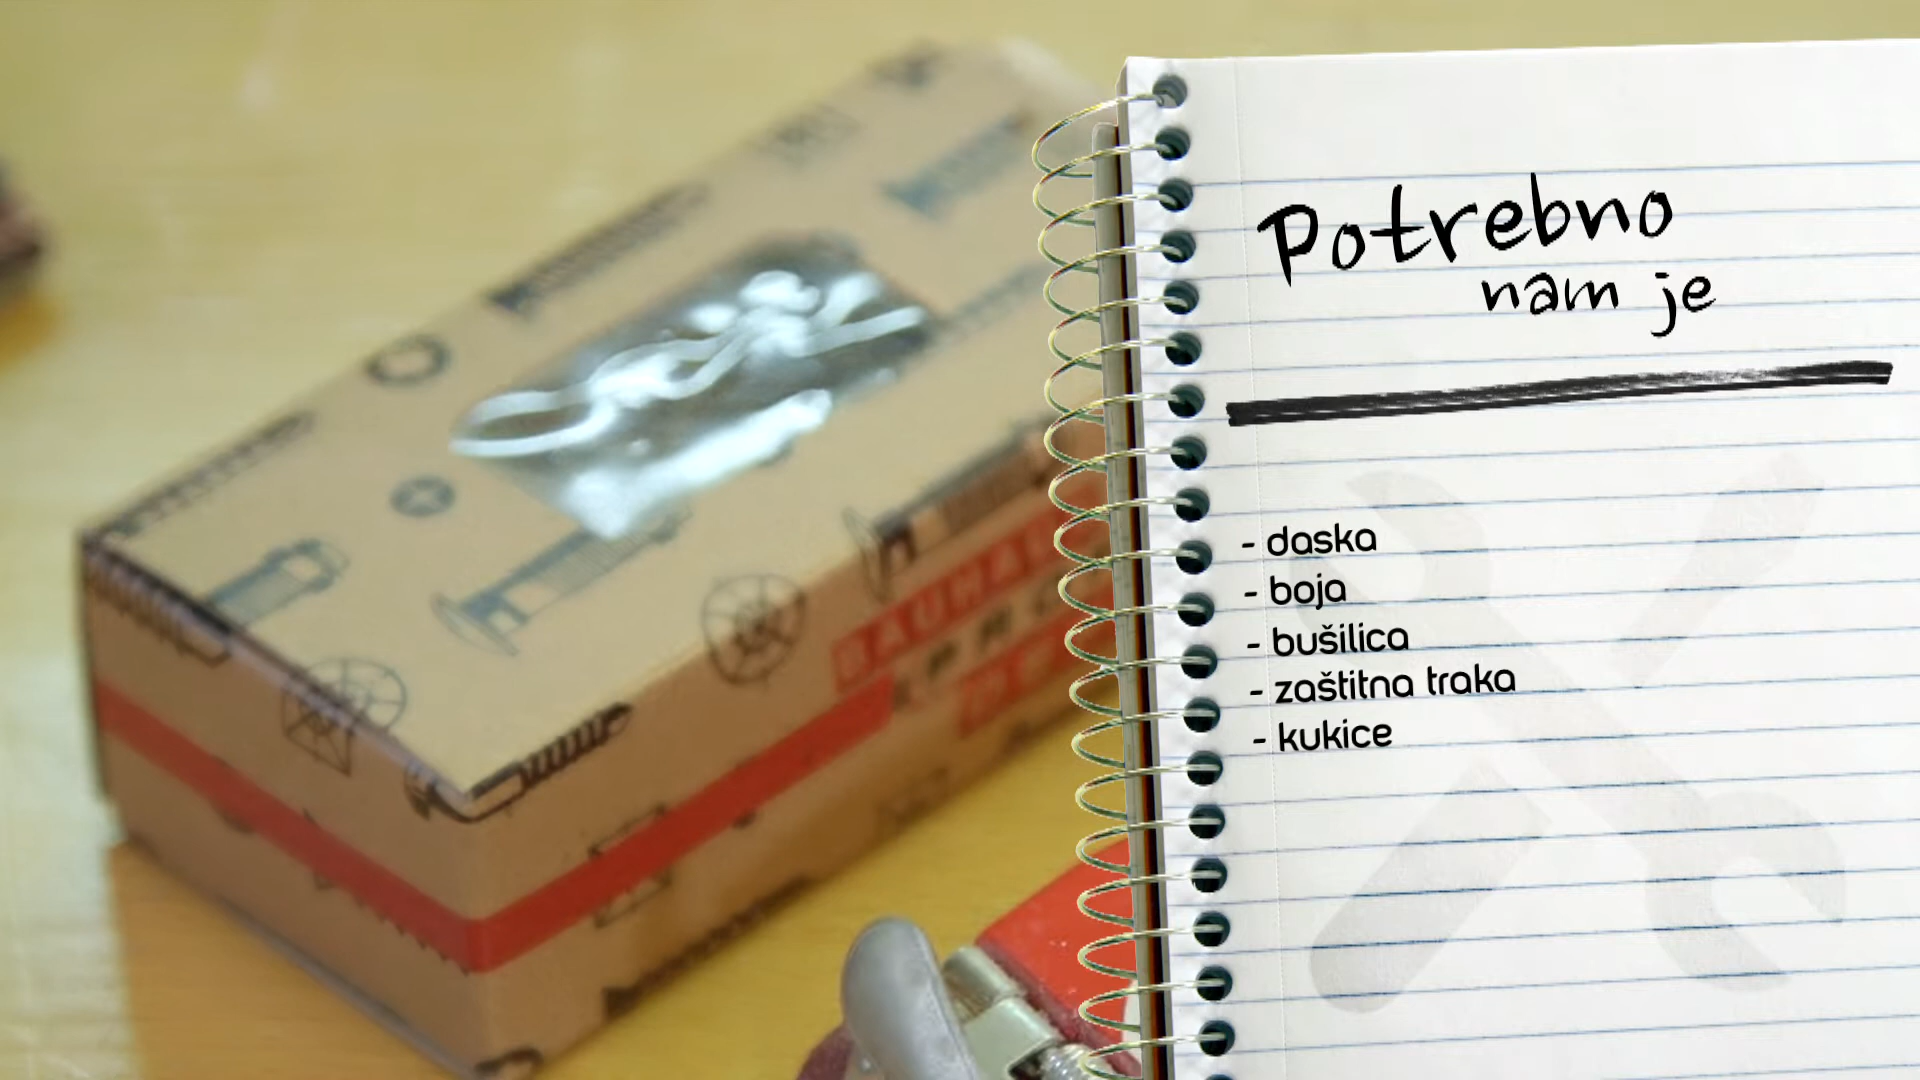 Potrebno
nam je
- daska
- boja
- bušilica
- zaštitna traka
- kukice